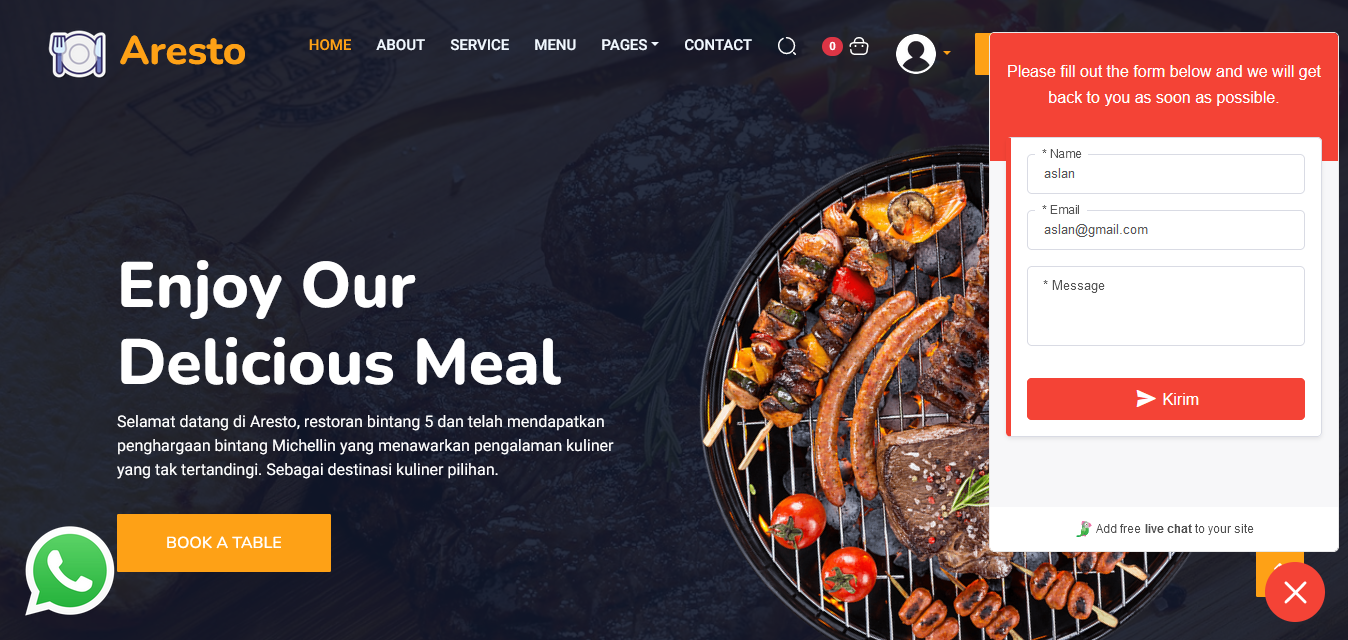 Aresto
HOME ABOUT SERVICE MENU PAGES CONTACT 0
Enjoy Our
Delicious Meal
Selamat datang di Aresto, restoran bintang 5 dan telah mendapatkan
penghargaan bintang Michellin yang menawarkan pengalaman kuliner
yang tak tertandingi. Sebagai destinasi kuliner pilihan.
BOOK A TABLE
Please fill out the form below and we will get
back to you as soon as possible.
* Name
aslan
* Email
aslan@gmail.com
* Message
Kirim
Add free live chat to your site